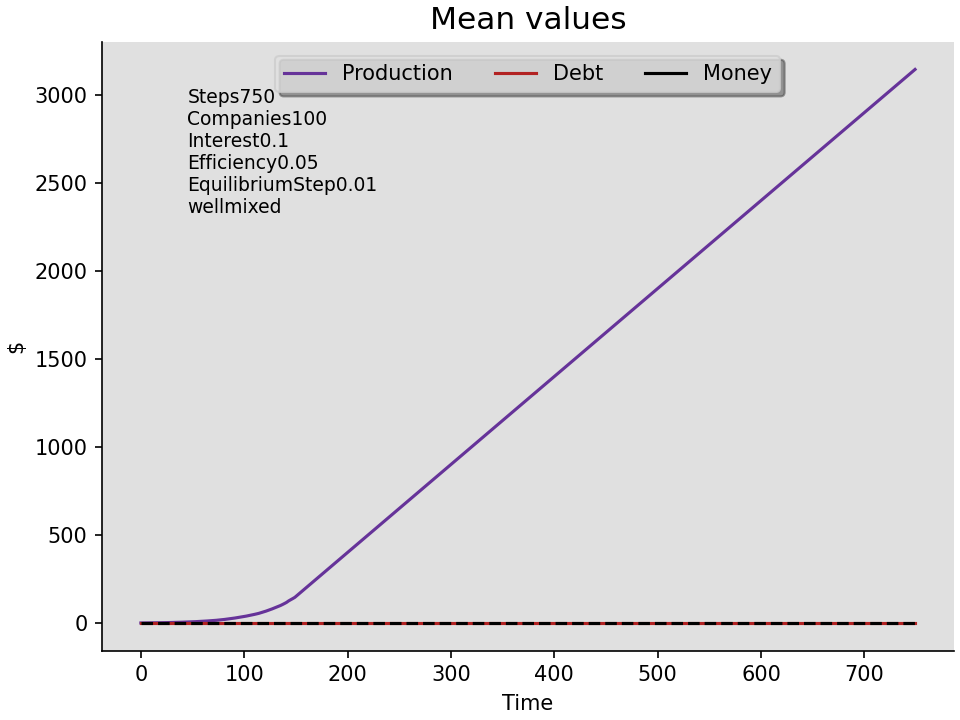 Mean values
Production Debt Money
Steps750
Companies100
Interest0.1
Efficiency0.05
EquilibriumStep0.01
wellmixed
3000
2500
2000
1500
1000
500
0
$
0 100 200 300 400 500 600 700
Time